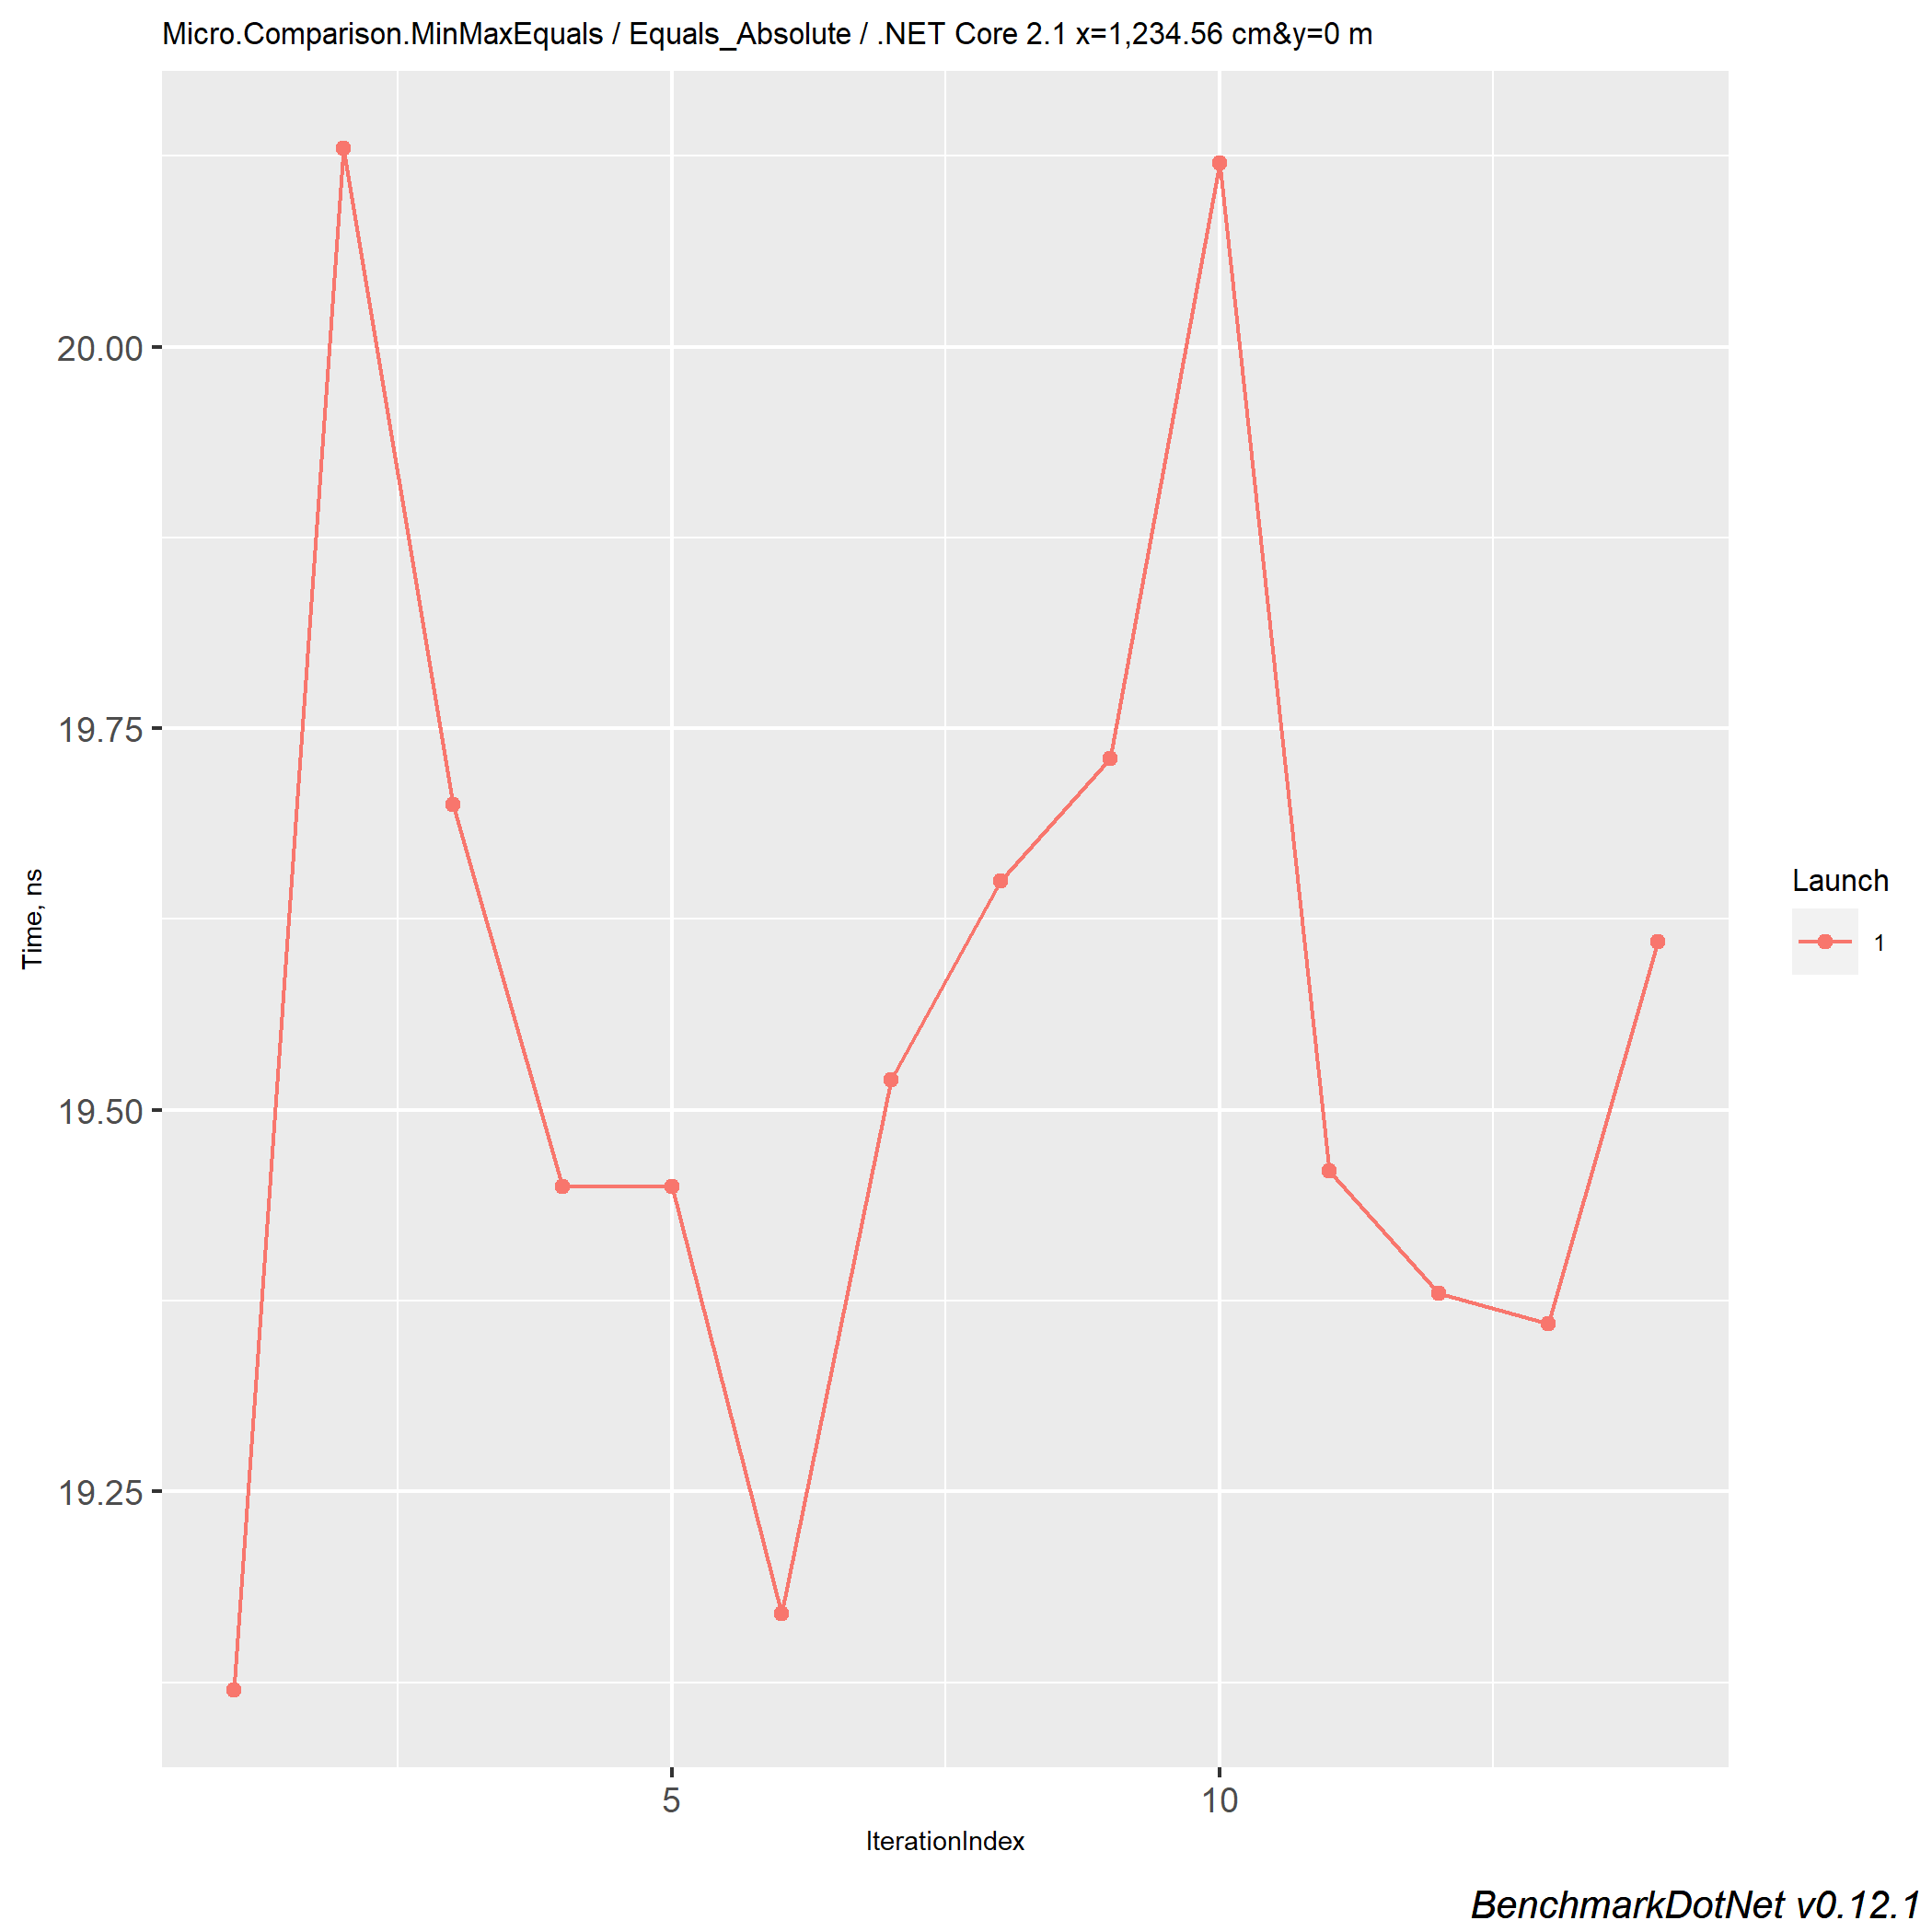 Micro.Comparison.MinMaxEquals / Equals_Absolute / .NET Core 2.1 x=1,234.56 cm&y=0 m
20.00
19.75
19.50
19.25
Time, ns
5
10
IterationIndex
Launch
1
BenchmarkDotNet v0.12.1